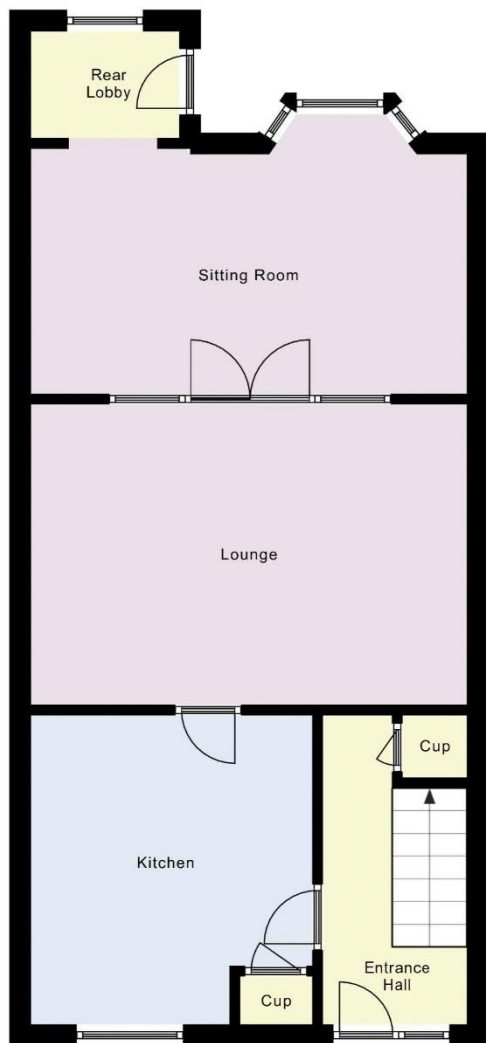 Rear
Lobby
Sitting Room
Lounge
Cup
Kitchen
Entrance
Hall
Cup